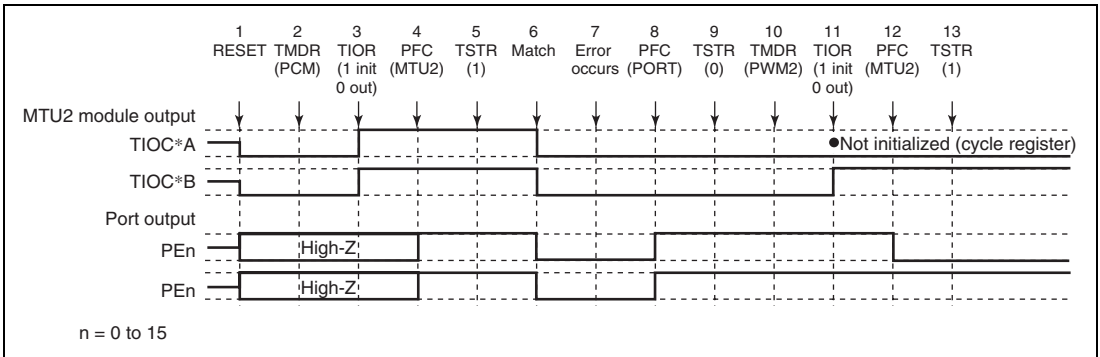 1 2 3 4 5 6 7 8 9 10 11 12 13
RESET TMDR TIOR PFC TSTR Match Error PFC TSTR TMDR TIOR PFC TSTR
(PCM) (1 init (MTU2) (1) occurs (PORT) (0) (PWM2) (1 init (MTU2) (1)
0 out) 0 out)
MTU2 module output
TIOC*A ●Not initialized (cycle register)
TIOC*B
Port output
PEn High-Z
PEn High-Z
n = 0 to 15